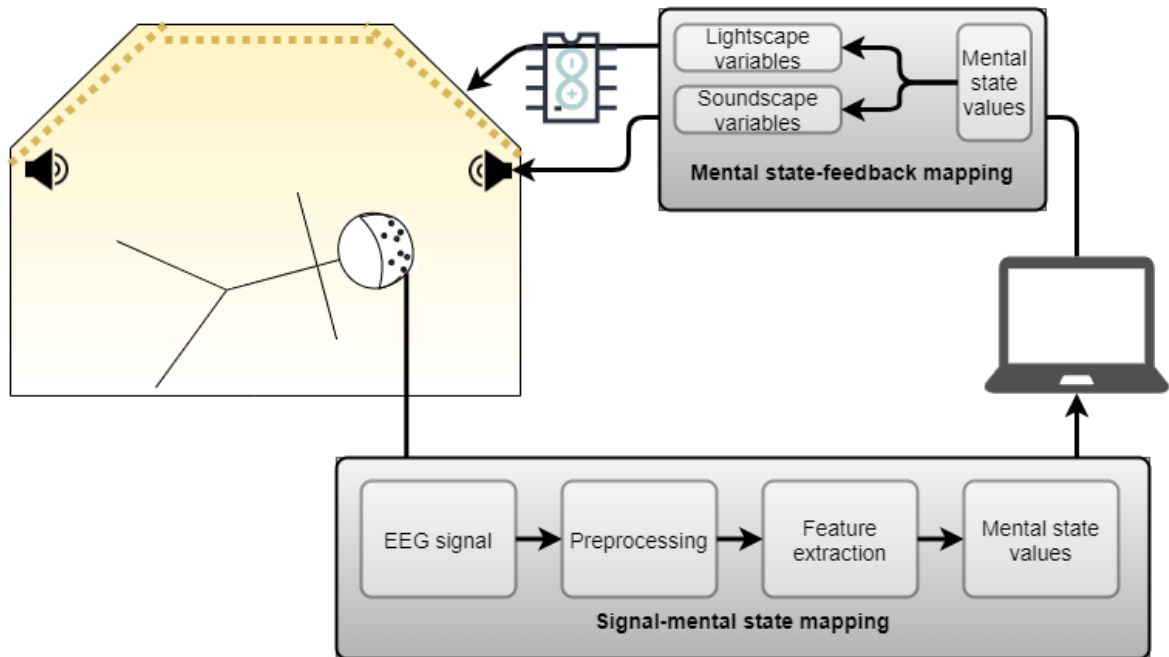 Lightscape
variables
Soundscape
variables
Mental
state
values
Mental state-feedback mapping
EEG signal
Preprocessing
Feature
extraction
Mental state
values
Signal-mental state mapping